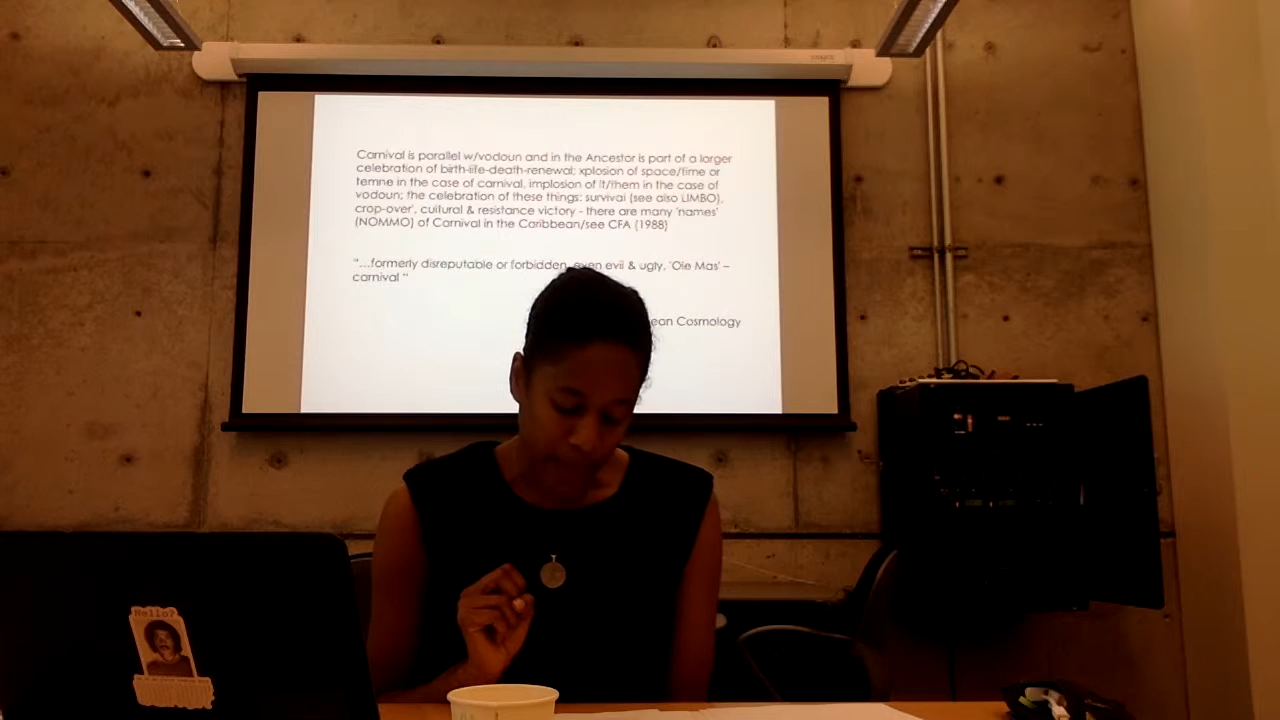 Carnival is parallel w/vodoun and in the Ancestor is part of a larger
celebration of birth-life-death-renewal; xplosion of space/time or
temne in the case of carnival, implosion of it/them in the case of
vodoun; the celebration of these things: survival (see also LIMBO),
crop-over', cultural & resistance victory - there are many 'names'
(NOMMO) of Carnival in the Caribbean/see CFA (1988)
"...formerly disreputable or forbidden, even evil & ugly, 'Ole Mas' –
carnival "
ean Cosmology
Hello?